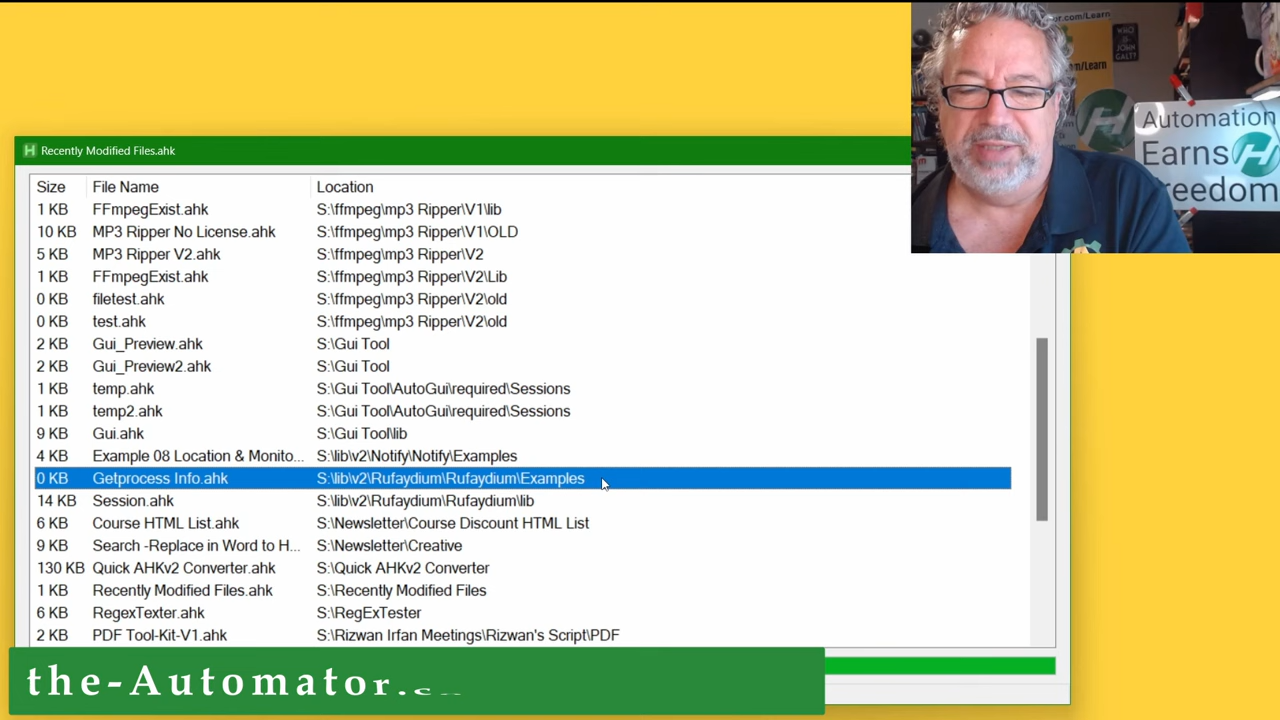 our.com/Learn
WHO
IS
JOHN
GALT?
m/Learn
Automation
Earns
Freedom
Recently Modified Files.ahk
Size File Name Location
1 KB FFmpegExist.ahk S:\ffmpeg\mp3 Ripper\V1\lib
10 KB MP3 Ripper No License.ahk S:\ffmpeg\mp3 Ripper\V1\OLD
5 KB MP3 Ripper V2.ahk S:\ffmpeg\mp3 Ripper\V2
1 KB FFmpegExist.ahk S:\ffmpeg\mp3 Ripper\V2\Lib
0 KB filetest.ahk S:\ffmpeg\mp3 Ripper\V2\old
0 KB test.ahk S:\ffmpeg\mp3 Ripper\V2\old
2 KB Gui_Preview.ahk S:\Gui Tool
2 KB Gui_Preview2.ahk S:\Gui Tool
1 KB temp.ahk S:\Gui Tool\AutoGui\required\Sessions
1 KB temp2.ahk S:\Gui Tool\AutoGui\required\Sessions
9 KB Gui.ahk S:\Gui Tool\lib
4 KB Example 08 Location & Monito... S:\lib\v2\Notify\Notify\Examples
0 KB Getprocess Info.ahk S:\lib\v2\Rufaydium\Rufaydium\Examples
14 KB Session.ahk S:\lib\v2\Rufaydium\Rufaydium\lib
6 KB Course HTML List.ahk S:\Newsletter\Course Discount HTML List
9 KB Search -Replace in Word to H... S:\Newsletter\Creative
130 KB Quick AHKv2 Converter.ahk S:\Quick AHKv2 Converter
1 KB Recently Modified Files.ahk S:\Recently Modified Files
6 KB RegexTexter.ahk S:\RegExTester
2 KB PDF Tool-Kit-V1.ahk S:\Rizwan Irfan Meetings\Rizwan's Script\PDF
the-Automator.